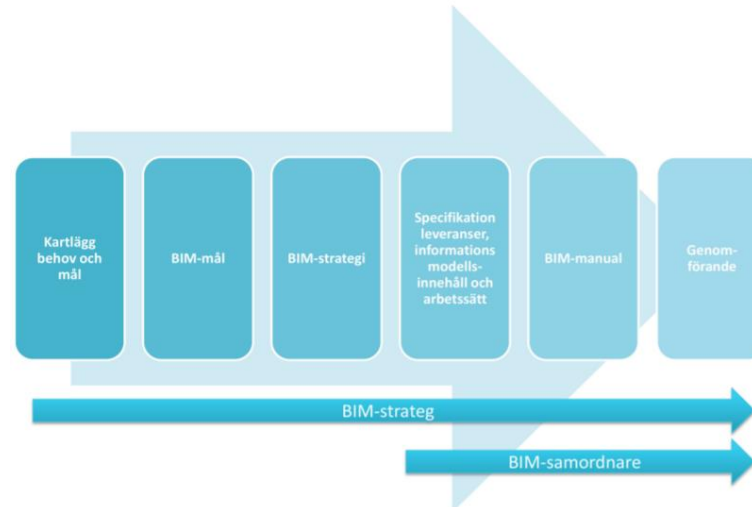 Kartlägg
behov och
mål
BIM-mål
BIM-strategi
Specifikation
leveranser,
informations
modells-
innehåll och
arbetssätt
BIM-manual
Genom-
förande
BIM-strateg
BIM-samordnare